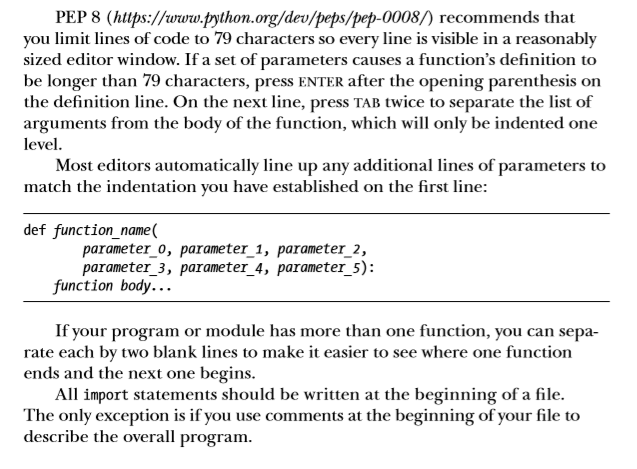 PEP 8 (https://www.python.org/dev/peps/pep-0008/) recommends that
you limit lines of code to 79 characters so every line is visible in a reasonably
sized editor window. If a set of parameters causes a function’s definition to
be longer than 79 characters, press ENTER after the opening parenthesis on
the definition line. On the next line, press TAB twice to separate the list of
arguments from the body of the function, which will only be indented one
level.
Most editors automatically line up any additional lines of parameters to
match the indentation you have established on the first line:
def function_name(
        parameter_0, parameter_1, parameter_2,
        parameter_3, parameter_4, parameter_5):
    function body...
If your program or module has more than one function, you can sepa-
rate each by two blank lines to make it easier to see where one function
ends and the next one begins.
All import statements should be written at the beginning of a file.
The only exception is if you use comments at the beginning of your file to
describe the overall program.